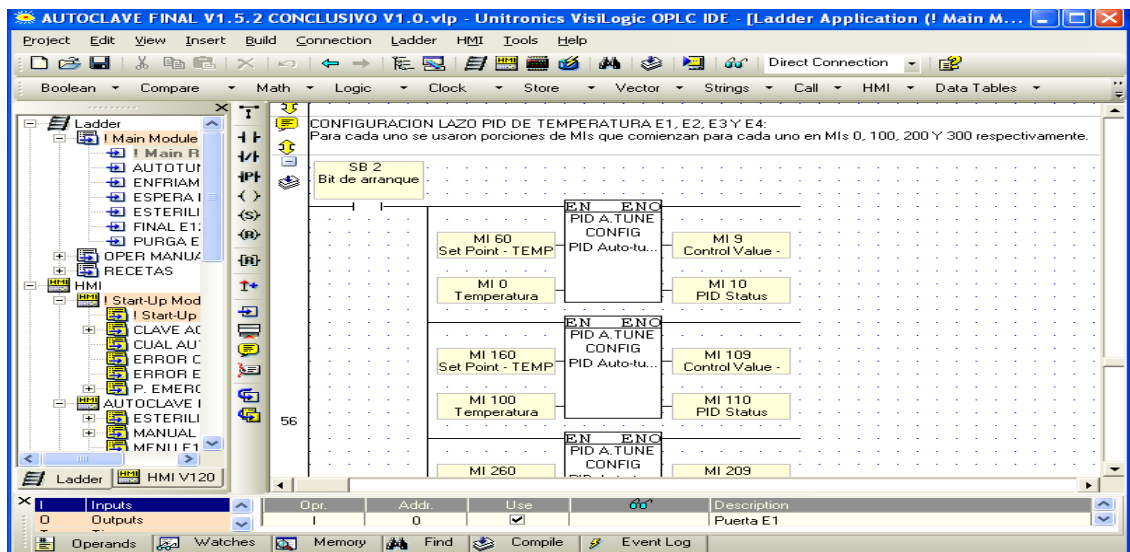 AUTOCLAVE FINAL V1.5.2 CONCLUSIVO V1.0.vlp - Unitronics VisiLogic OPLC IDE - [Ladder Application (! Main M...
Project Edit View Insert Build Connection Ladder HMI Tools Help
Direct Connection
Boolean Compare Math Logic Clock Store Vector Strings Call HMI Data Tables
Ladder
! Main Module
! Main R
AUTOTUN
ENFRIAM
ESPERA I
ESTERILI
FINAL E1:
PURGA E
OPER MANUA
RECETAS
HMI
! Start-Up Mod
! Start-Up
CLAVE AC
CUAL AU
ERROR C
ERROR E
P. EMERG
AUTOCLAVE I
ESTERILI
MANUAL
MENU E1
Ladder HMI V120
CONFIGURACION LAZO PID DE TEMPERATURA E1, E2, E3 Y E4:
Para cada uno se usaron porciones de MIs que comienzan para cada uno en MIs 0, 100, 200 Y 300 respectivamente.
SB 2
Bit de arranque
EN ENO
PID A.TUNE
CONFIG
PID Auto-tu...
MI 60
Set Point - TEMP
MI 9
Control Value -
MI 0
Temperatura
MI 10
PID Status
EN ENO
PID A.TUNE
CONFIG
PID Auto-tu...
MI 160
Set Point - TEMP
MI 109
Control Value -
MI 100
Temperatura
MI 110
PID Status
56
EN ENO
PID A.TUNE
CONFIG
MI 260
MI 209
I Inputs
O Outputs
Opr. Addr. Use Description
I 0 Puerta E1
Operands Watches Memory Find Compile Event Log